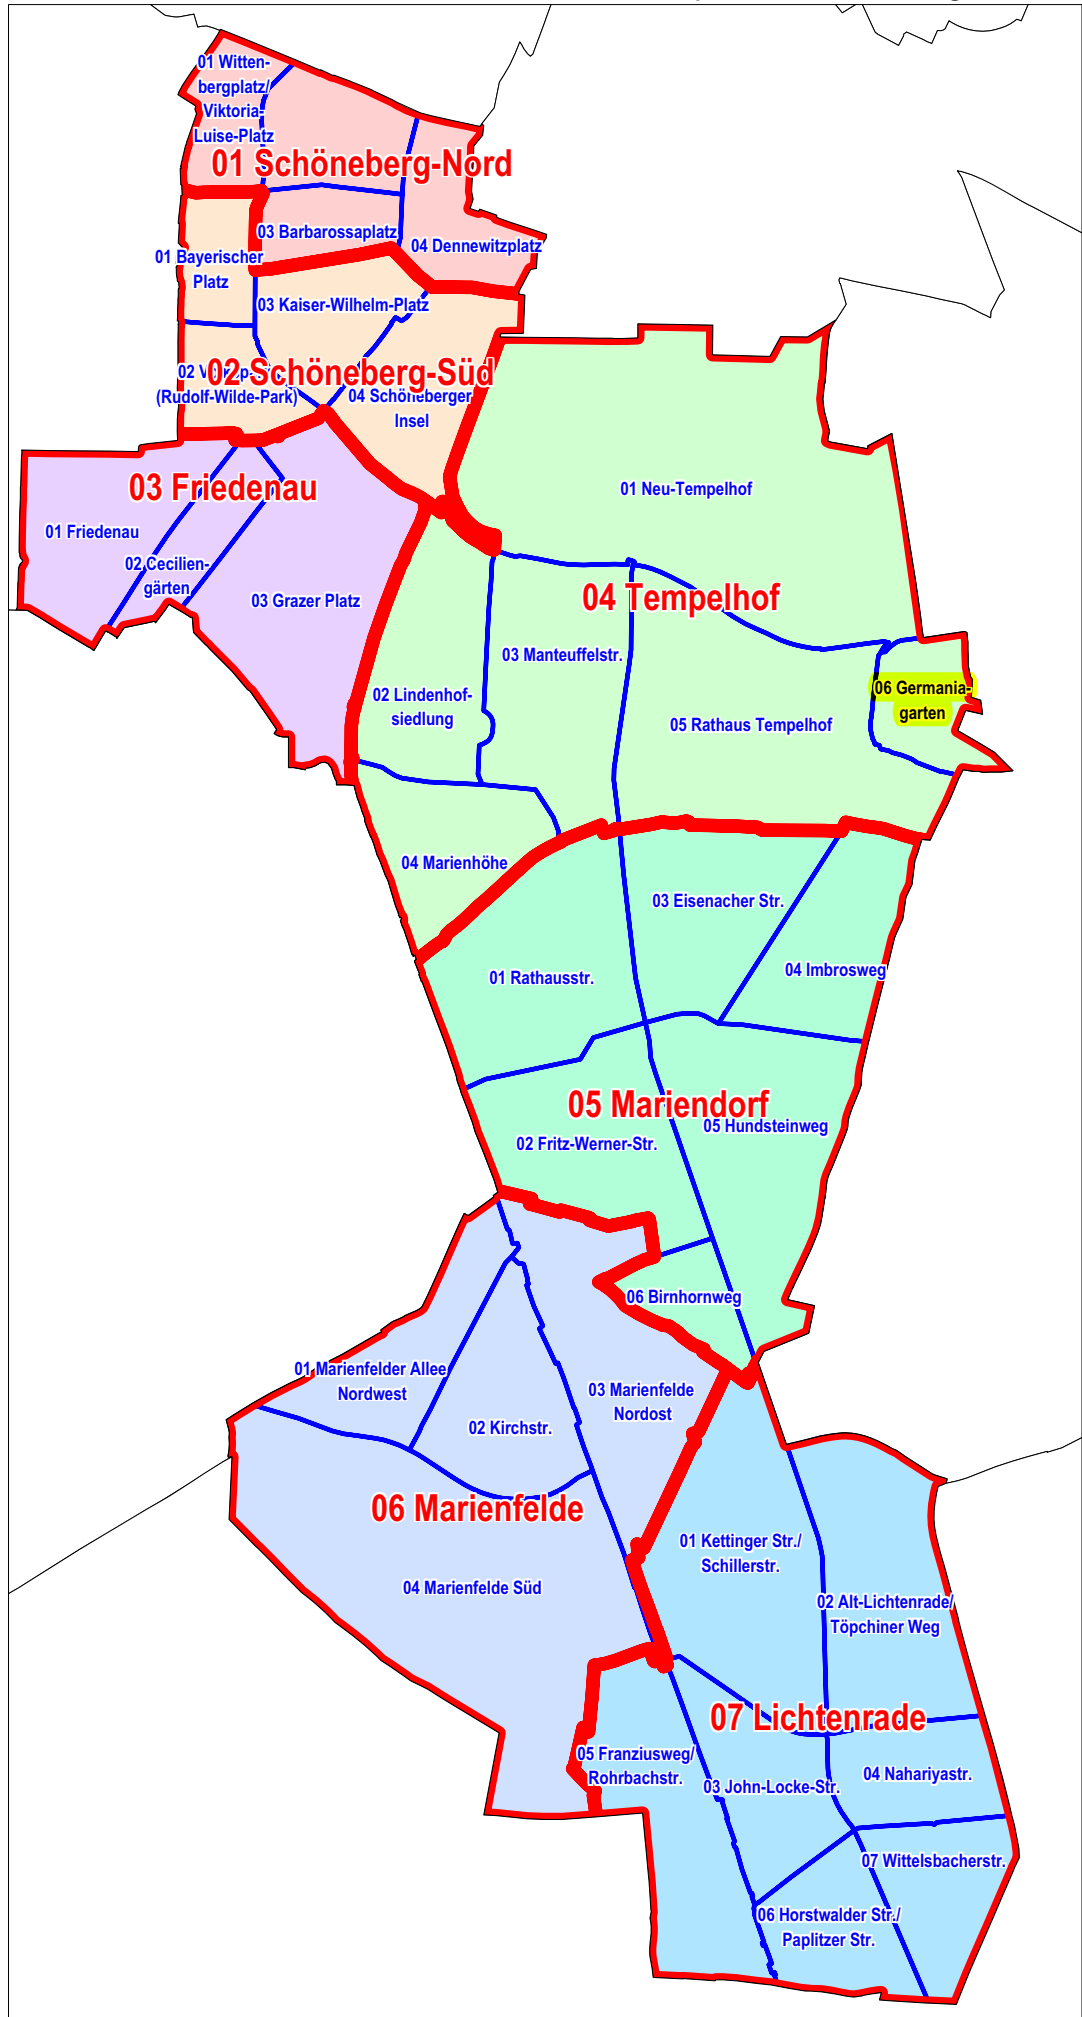 01 Witten-
bergplatz/
Viktoria-
Luise-Platz
01 Schöneberg-Nord
03 Barbarossaplatz
04 Dennewitzplatz
01 Bayerischer
Platz
03 Kaiser-Wilhelm-Platz
02 Schöneberg-Süd
02
(Rudolf-Wilde-Park)
04 Schöneberger
Insel
03 Friedenau
01 Friedenau
02 Cecilien-
gärten
03 Grazer Platz
01 Neu-Tempelhof
04 Tempelhof
03 Manteuffelstr.
02 Lindenhof-
siedlung
06 Germania-
garten
05 Rathaus Tempelhof
04 Marienhöhe
03 Eisenacher Str.
04 Imbrosweg
01 Rathausstr.
05 Mariendorf
05 Hundsteinweg
02 Fritz-Werner-Str.
06 Birnhornweg
01 Marienfelder Allee
Nordwest
03 Marienfelde
Nordost
02 Kirchstr.
06 Marienfelde
04 Marienfelde Süd
01 Kettinger Str./
Schillerstr.
02 Alt-Lichtenrade/
Töpchiner Weg
07 Lichtenrade
05 Franziusweg/
Rohrbachstr.
03 John-Locke-Str.
04 Nahariyastr.
07 Wittelsbacherstr.
06 Horstwalder Str./
Paplitzer Str.